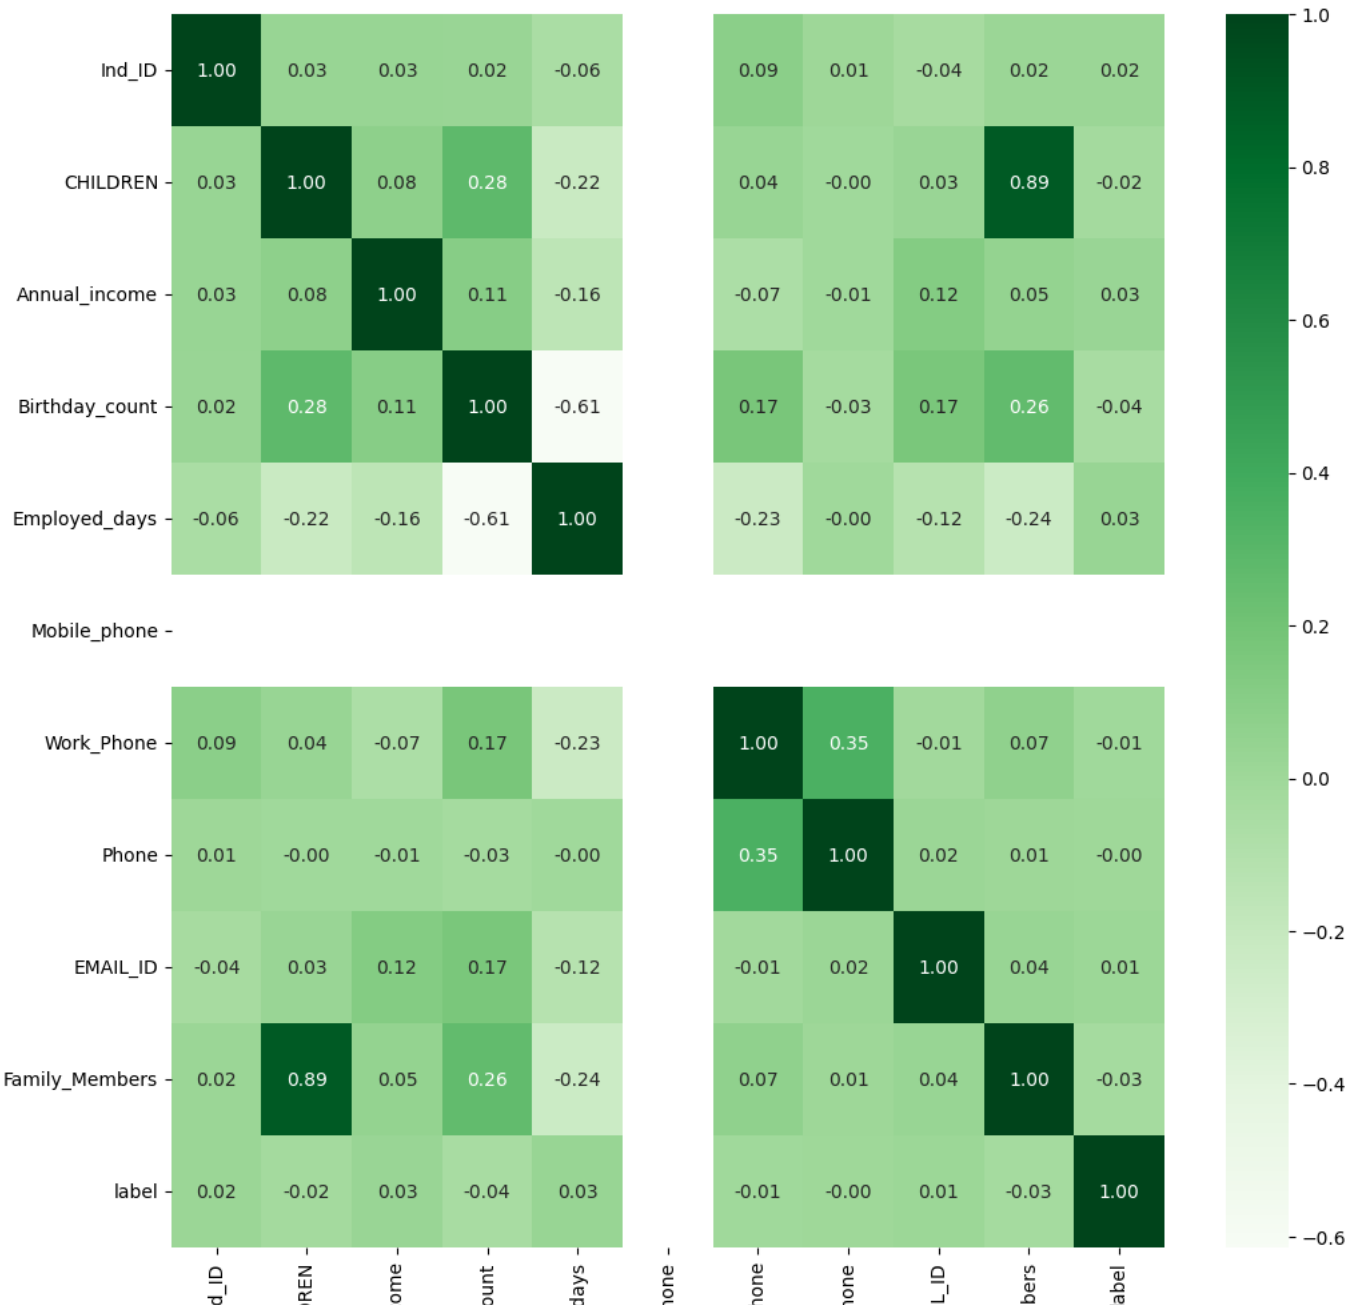 1.0
Ind_ID 1.00 0.03 0.03 0.02 -0.06 0.09 0.01 -0.04 0.02 0.02
0.8
CHILDREN 0.03 1.00 0.08 0.28 -0.22 0.04 -0.00 0.03 0.89 -0.02
0.6
Annual_income 0.03 0.08 1.00 0.11 -0.16 -0.07 -0.01 0.12 0.05 0.03
0.4
Birthday_count 0.02 0.28 0.11 1.00 -0.61 0.17 -0.03 0.17 0.26 -0.04
Employed_days -0.06 -0.22 -0.16 -0.61 1.00 -0.23 -0.00 -0.12 -0.24 0.03
0.2
Mobile_phone
Work_Phone 0.09 0.04 -0.07 0.17 -0.23 1.00 0.35 -0.01 0.07 -0.01
0.0
Phone 0.01 -0.00 -0.01 -0.03 -0.00 0.35 1.00 0.02 0.01 -0.00
−0.2
EMAIL_ID -0.04 0.03 0.12 0.17 -0.12 -0.01 0.02 1.00 0.04 0.01
Family_Members 0.02 0.89 0.05 0.26 -0.24 0.07 0.01 0.04 1.00 -0.03
−0.4
label 0.02 -0.02 0.03 -0.04 0.03 -0.01 -0.00 0.01 -0.03 1.00
−0.6
d_ID
DREN
ome
ount
days
none
hone
hone
L_ID
bers
abel